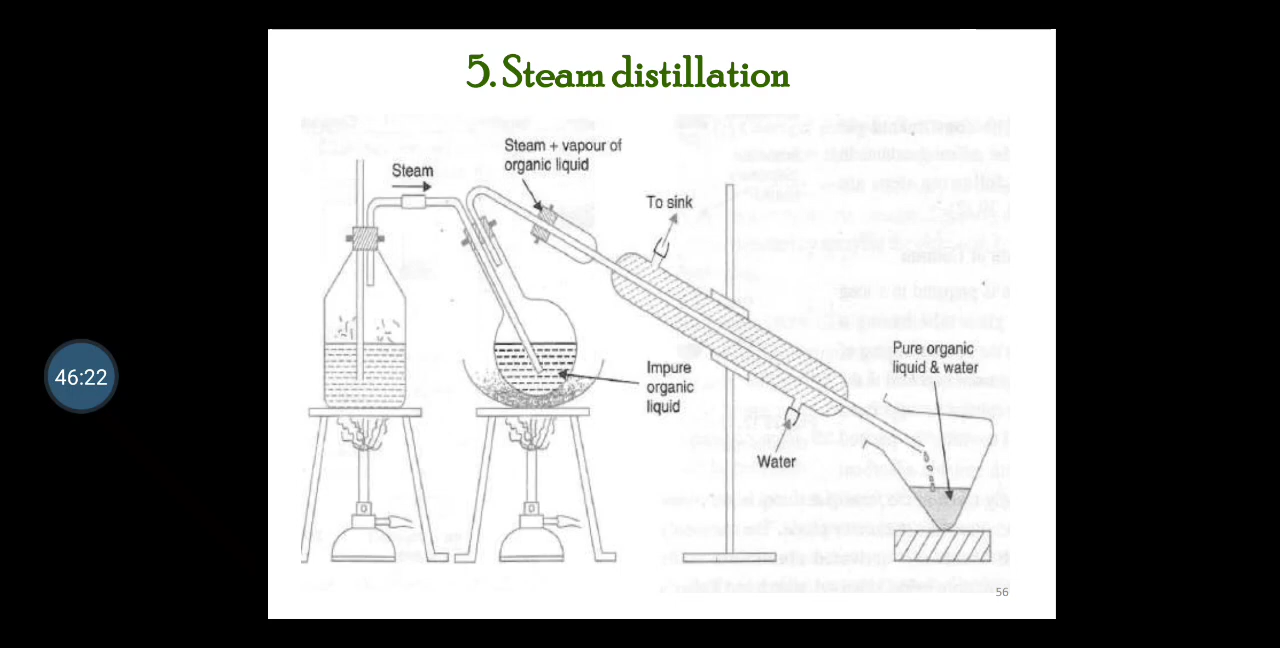 5. Steam distillation
Steam + vapour of
organic liquid
Steam
To sink
46:22
Impure
organic
liquid
Pure organic
liquid & water
Water
56